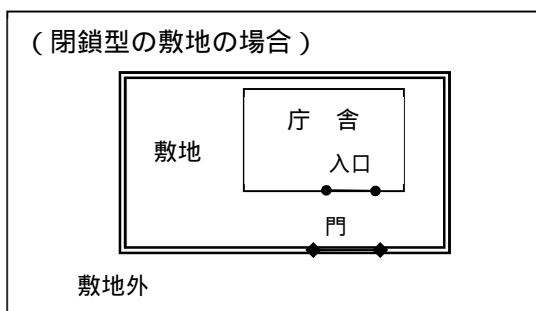 （閉鎖型の敷地の場合）
庁　舎
敷地
入口
門
敷地外